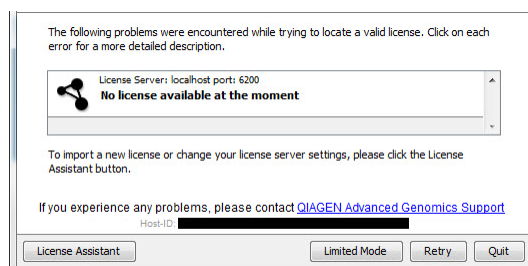 The following problems were encountered while trying to locate a valid license. Click on each
error for a more detailed description.
License Server: localhost port: 6200
No license available at the moment
To import a new license or change your license server settings, please click the License
Assistant button.
If you experience any problems, please contact QIAGEN Advanced Genomics Support
Host-ID:
License Assistant
Limited Mode
Retry
Quit